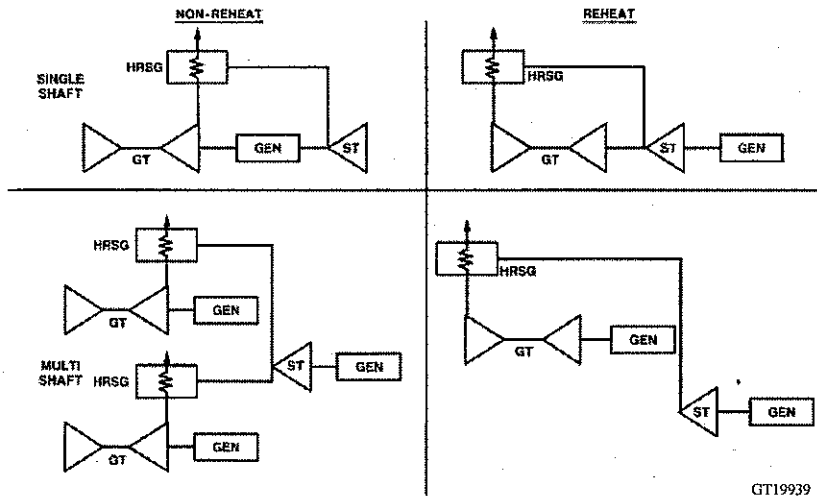 NON-REHEAT
REHEAT
SINGLE
SHAFT
HRSG
GT
GEN
ST
HRSG
GT
ST
GEN
MULTI
SHAFT
HRSG
GT
GEN
HRSG
GT
GEN
ST
GEN
HRSG
GT
GEN
ST
GEN
GT19939